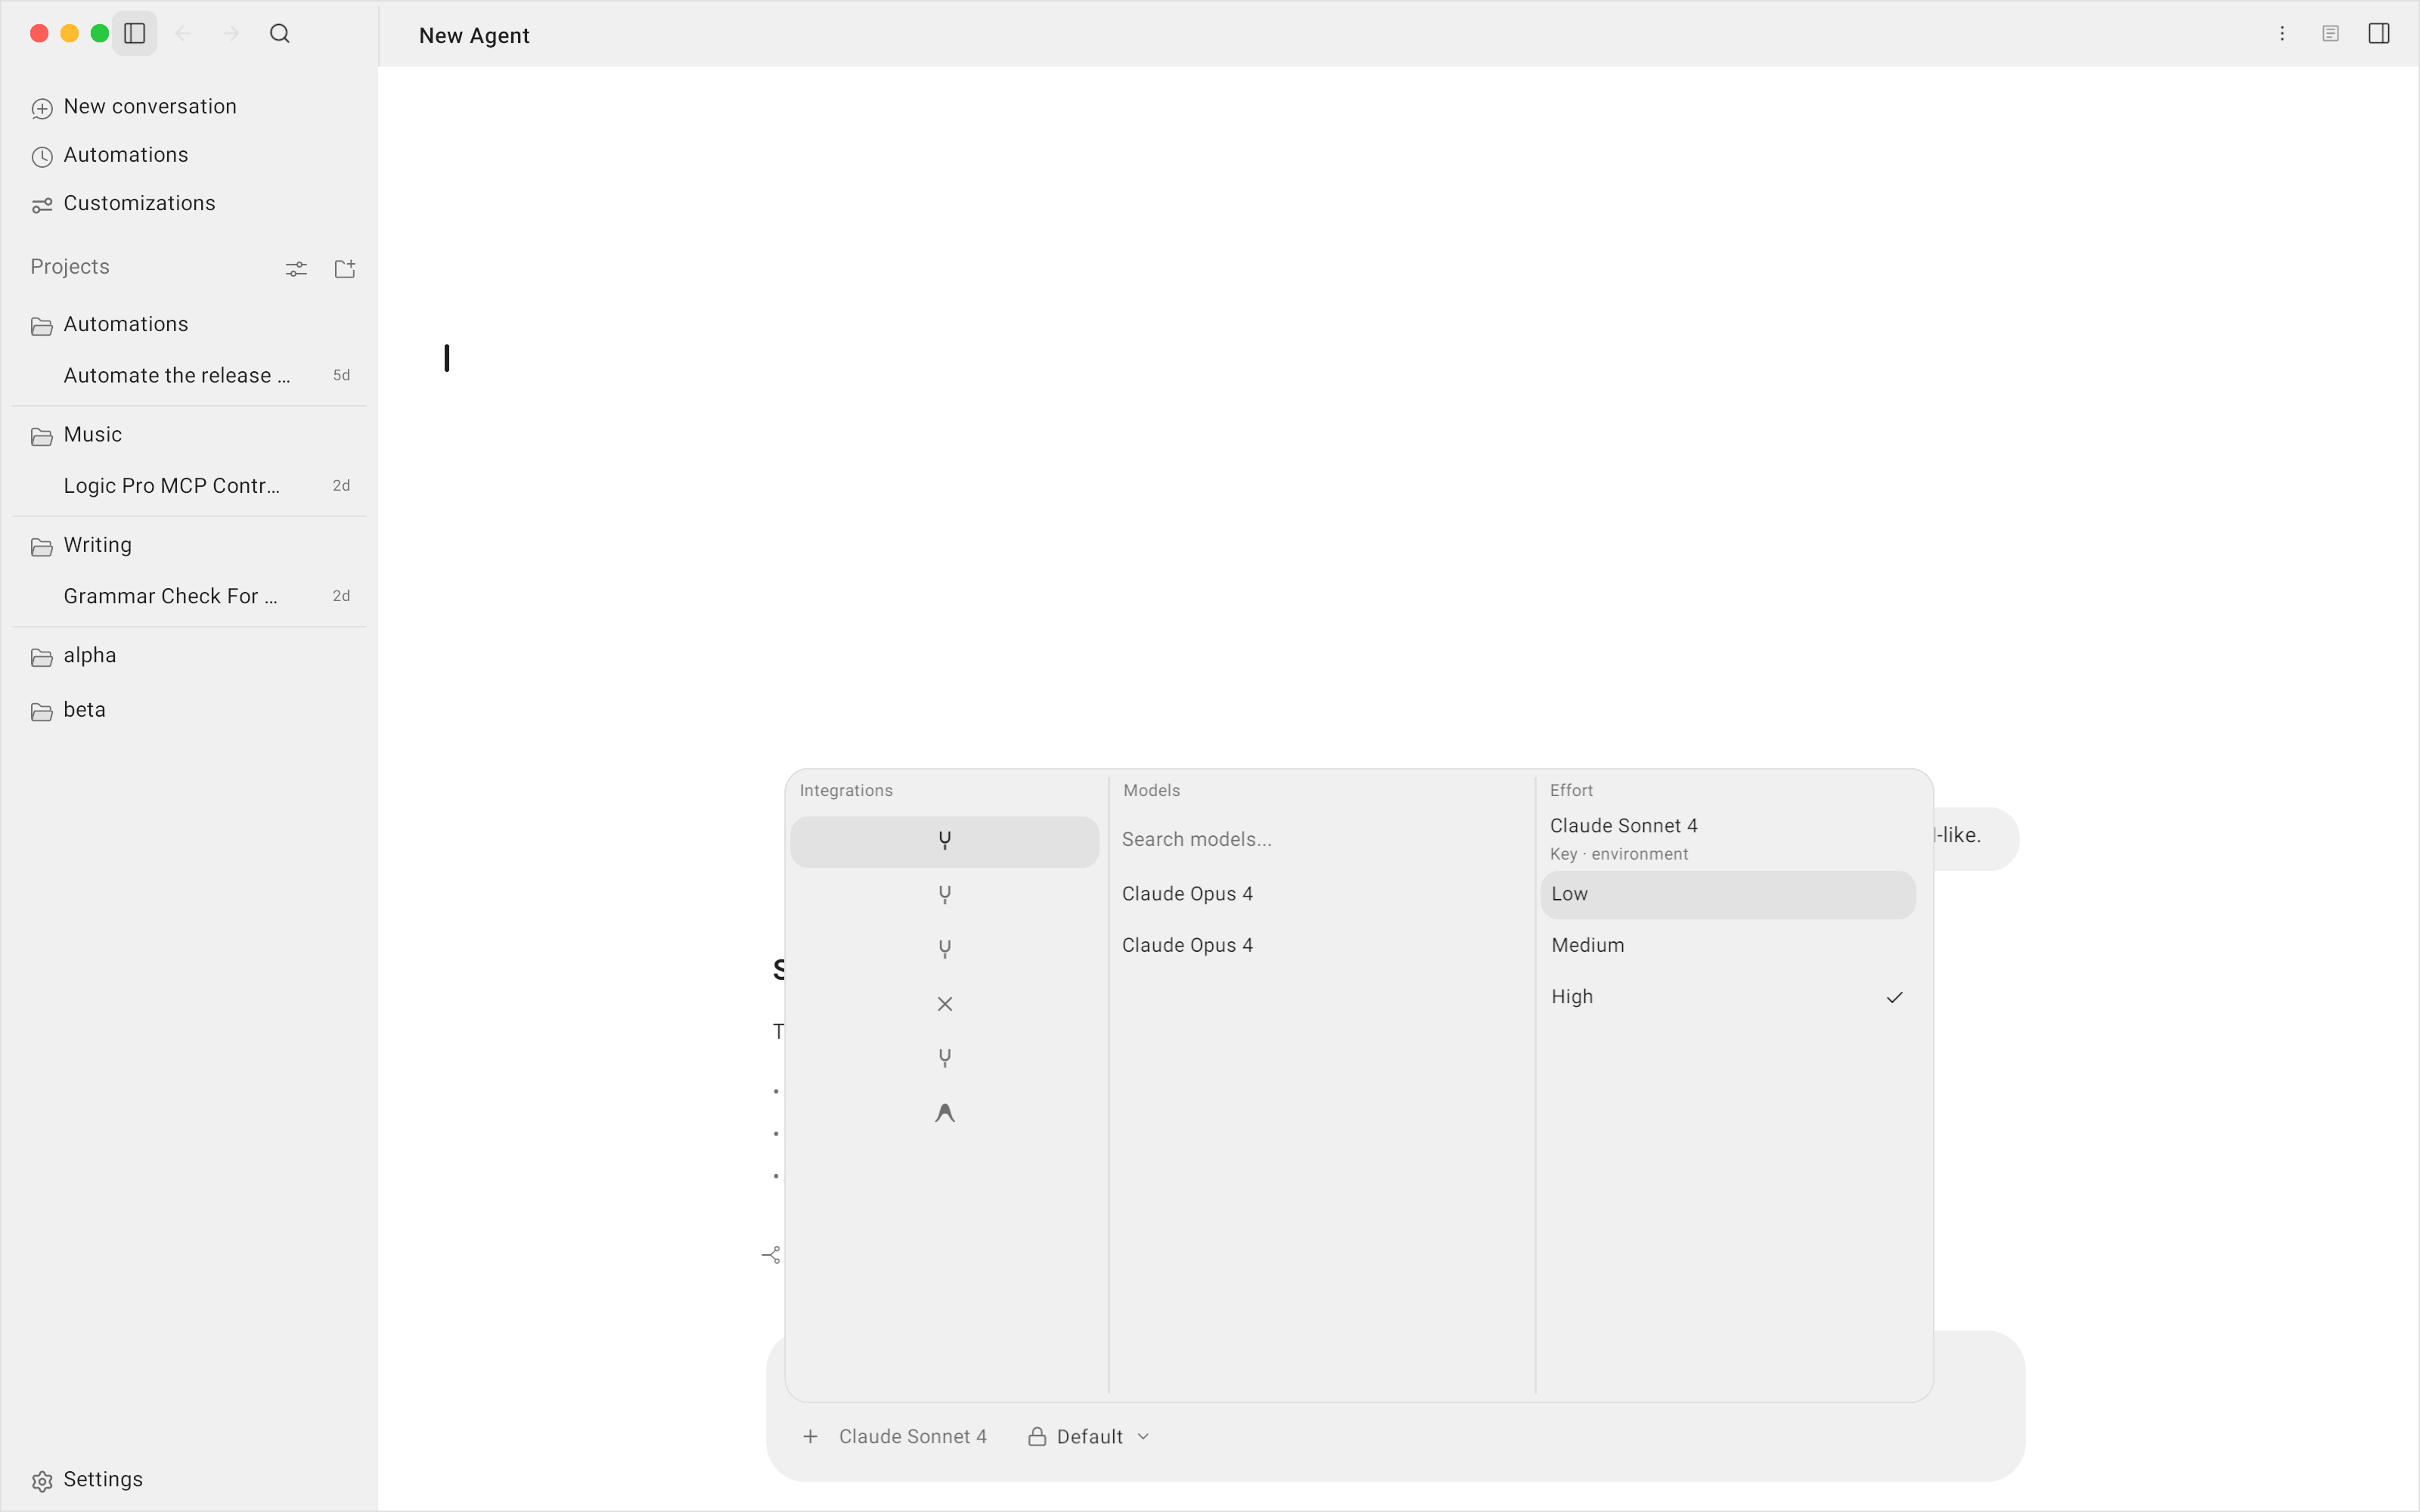 New Agent
New conversation
Automations
Customizations
Projects
Automations
Automate the release ... 5d
Music
Logic Pro MCP Contr... 2d
Writing
Grammar Check For ... 2d
alpha
beta
Settings
Integrations
Models
Search models...
Claude Opus 4
Claude Opus 4
Effort
Claude Sonnet 4
Key · environment
Low
Medium
High
-like.
S
T
Claude Sonnet 4
Default